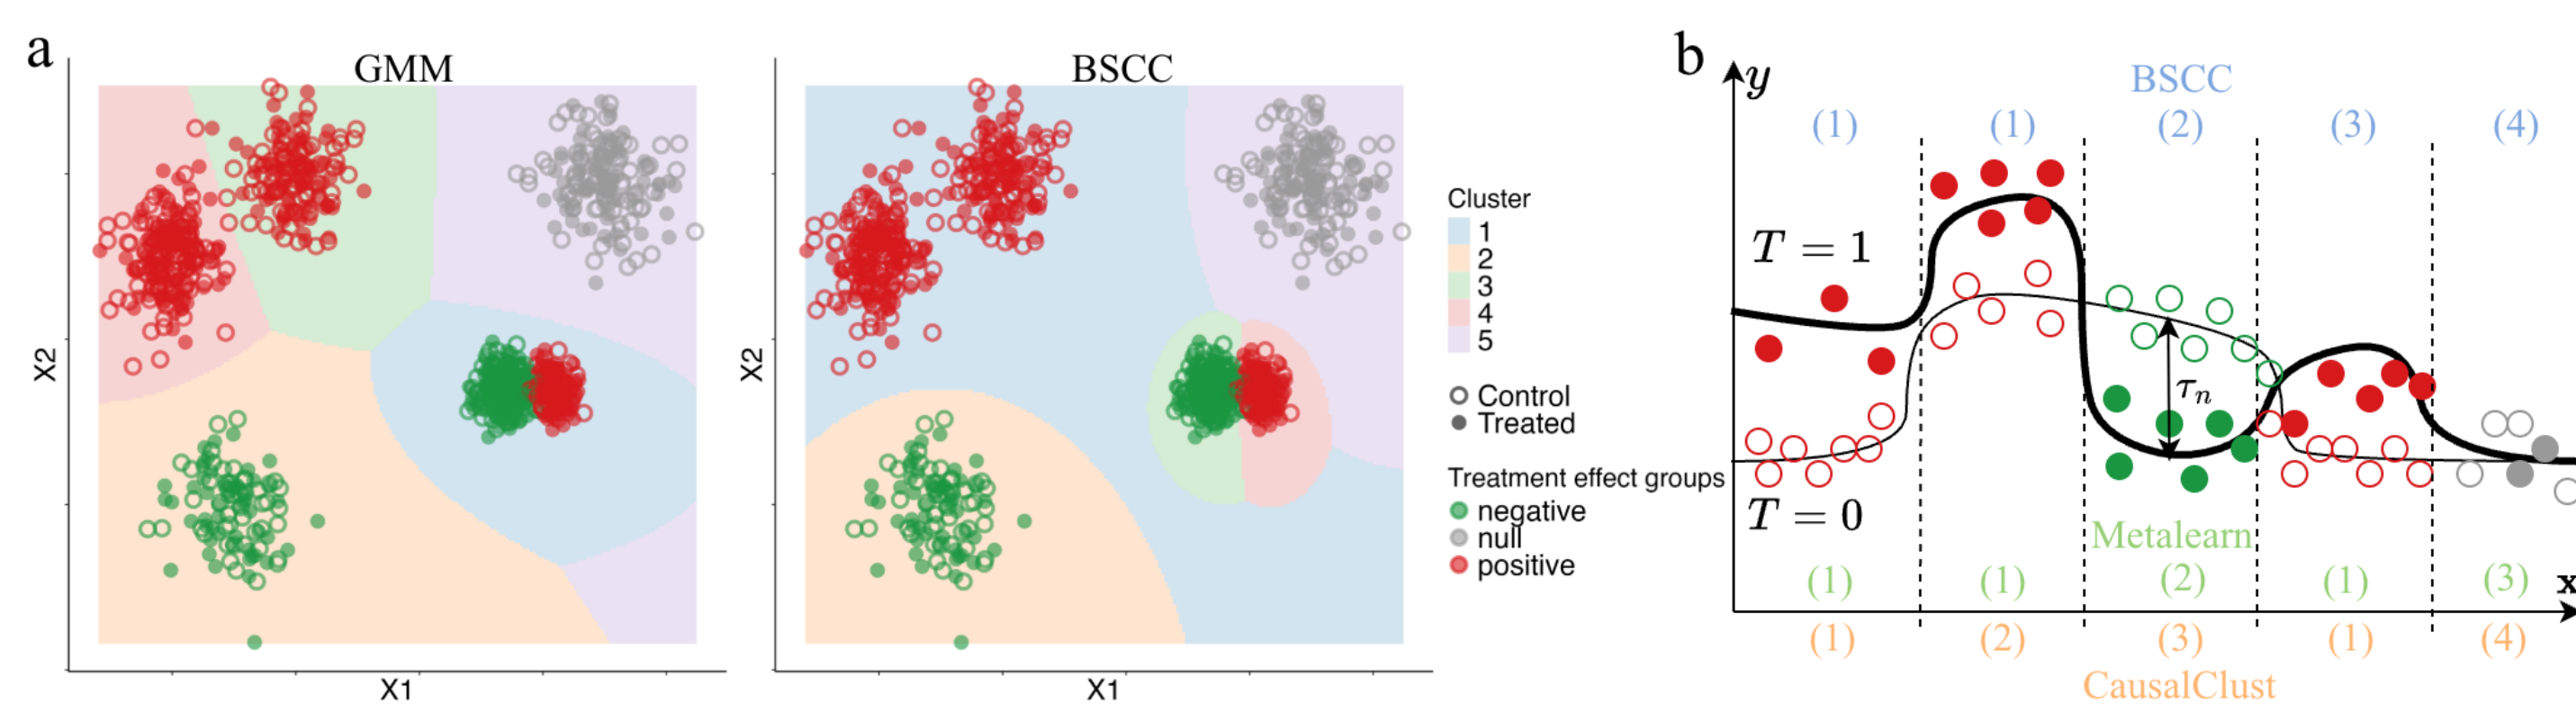 a
GMM
X2
X1
BSCC
X2
X1
Cluster
1
2
3
4
5
Control
Treated
Treatment effect groups
negative
null
positive
b
y
BSCC
(1) (1) (2) (3) (4)
T = 1
τn
T = 0
Metalearn
(1) (1) (2) (1) (3)
x
(1) (2) (3) (1) (4)
CausalClust